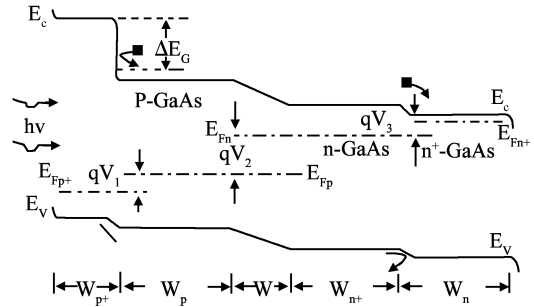 E_c
ΔE_G
P-GaAs
hν
E_Fn
qV_3
E_c
E_Fn+
qV_2
n-GaAs
n⁺-GaAs
E_Fp+
qV_1
E_Fp
E_V
E_V
W_p+
W_p
W
W_n+
W_n